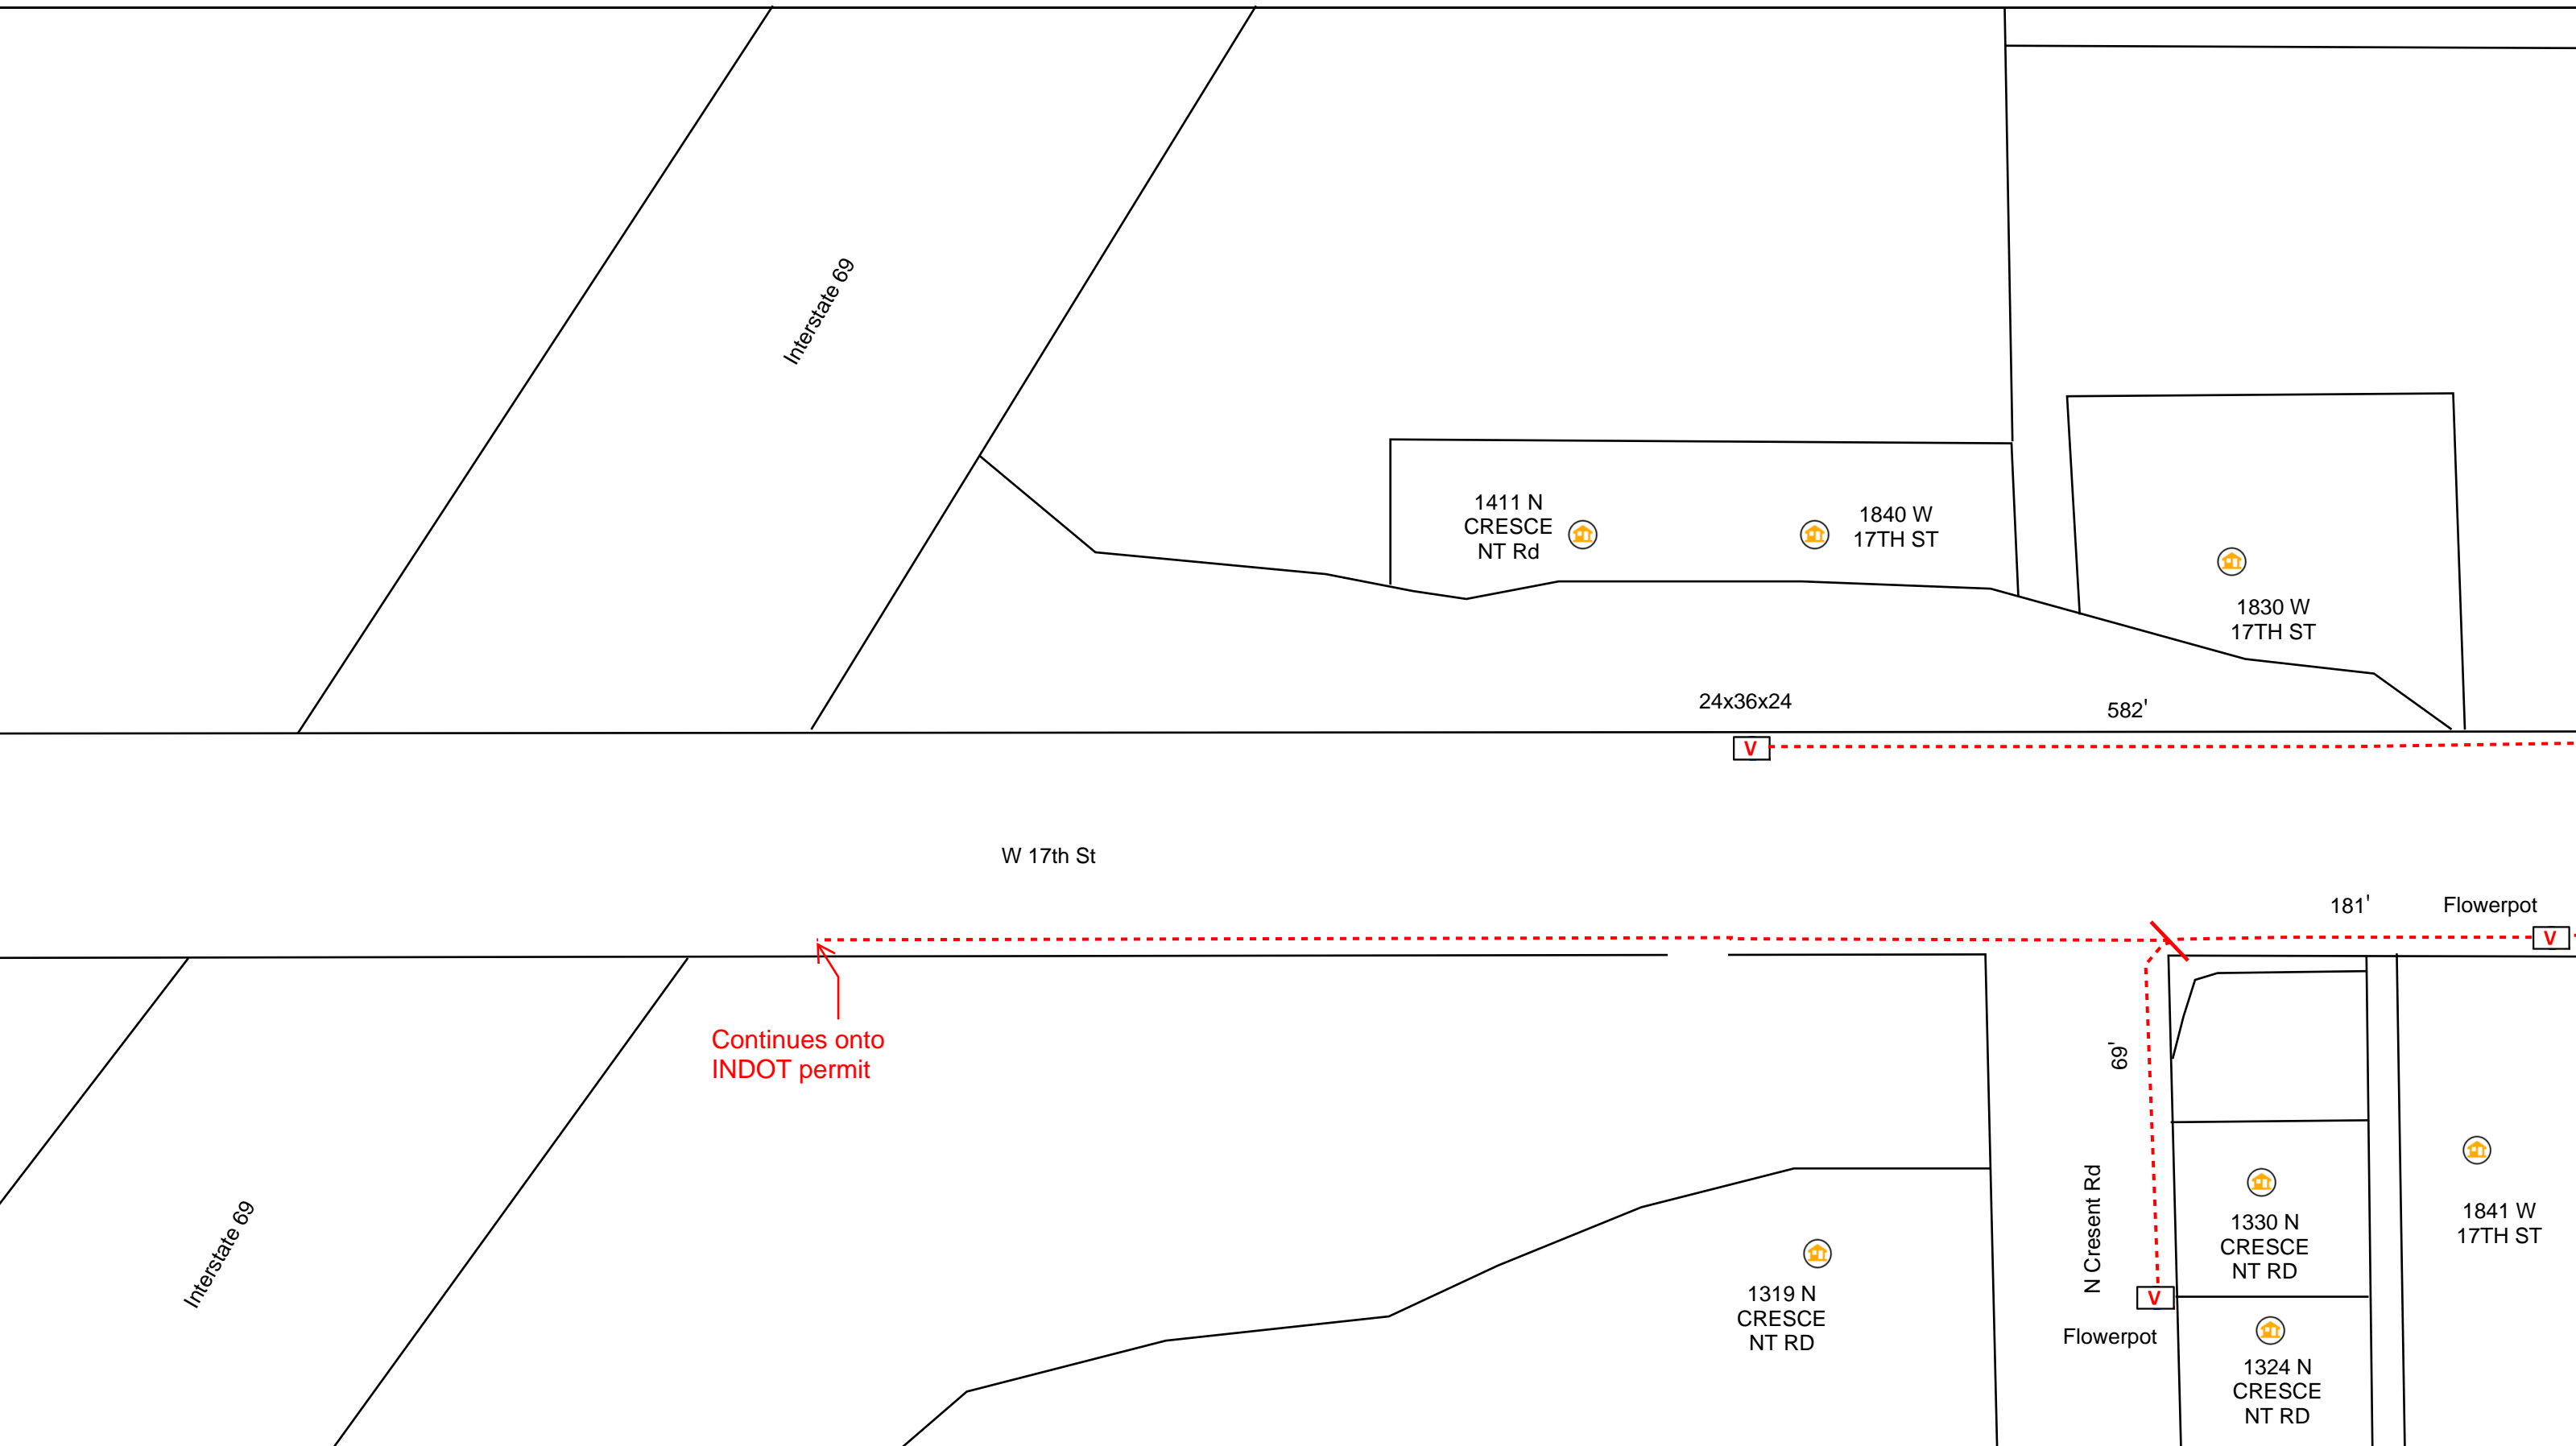 Interstate 69
1411 N
CRESCE
NT Rd
1840 W
17TH ST
1830 W
17TH ST
24x36x24
582'
V
W 17th St
181'
Flowerpot
V
Continues onto
INDOT permit
69'
N Cresent Rd
Interstate 69
1330 N
CRESCE
NT RD
1841 W
17TH ST
1319 N
CRESCE
NT RD
V
Flowerpot
1324 N
CRESCE
NT RD